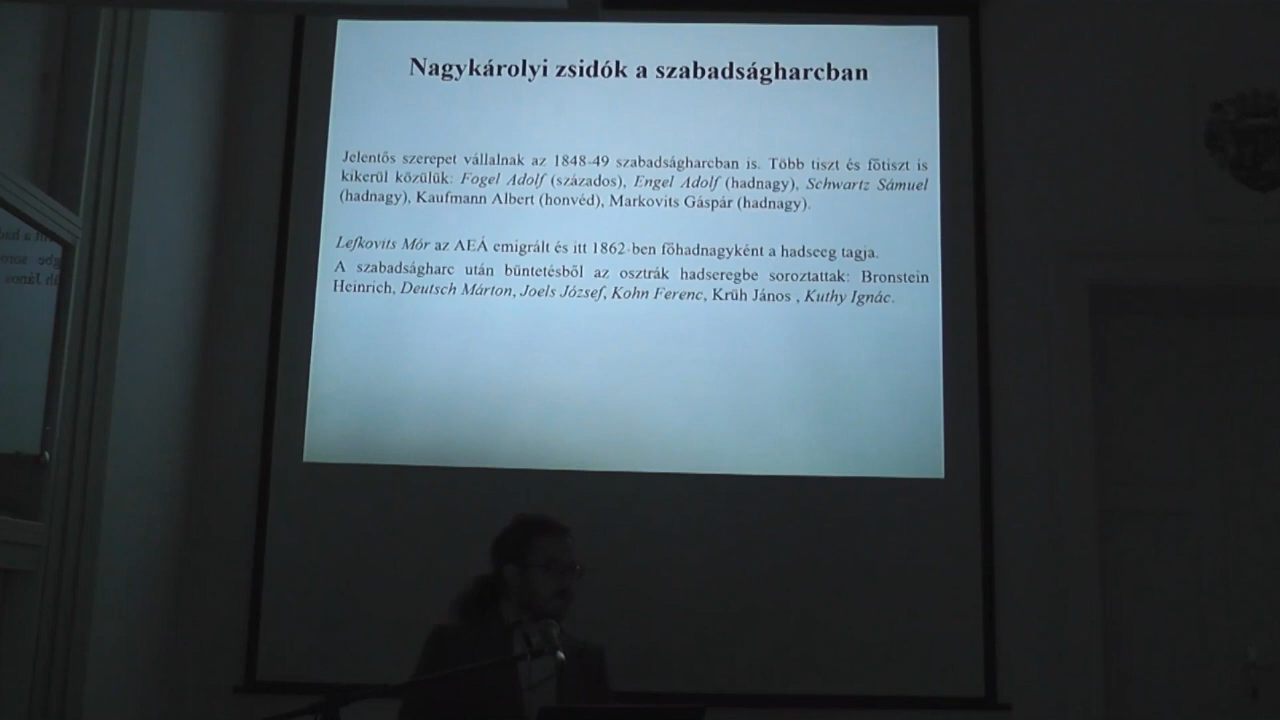 Nagykárolyi zsidók a szabadságharcban
Jelentős szerepet vállalnak az 1848-49 szabadságharcban is. Több tiszt és főtiszt is
kikerül közülük: Fogel Adolf (százados), Engel Adolf (hadnagy), Schwartz Sámuel
(hadnagy), Kaufmann Albert (honvéd), Markovits Gáspár (hadnagy).
Lefkovits Mór az AEÁ emigrált és itt 1862-ben főhadnagyként a hadseeg tagja.
A szabadságharc után büntetésből az osztrák hadseregbe soroztattak: Bronstein
Heinrich, Deutsch Márton, Joels József, Kohn Ferenc, Krüh János , Kuthy Ignác.